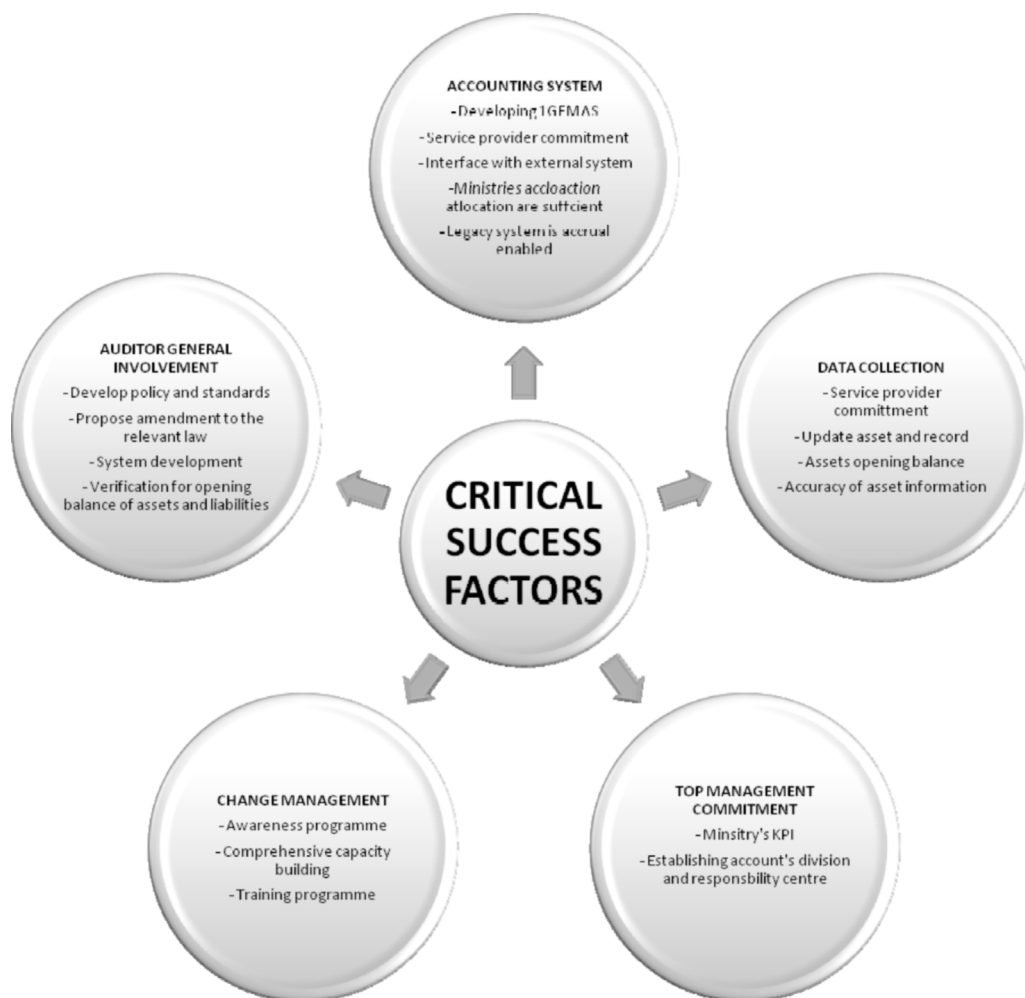 ACCOUNTING SYSTEM
-Developing 1GFMAS
-Service provider commitment
-Interface with external system
-Ministries accloaction
atlocation are suffcient
-Legacy system is accrual
enabled
AUDITOR GENERAL
INVOLVEMENT
-Develop policy and standards
-Propose amendment to the
relevant law
-System development
-Verification for opening
balance of assets and liabilities
DATA COLLECTION
-Service provider
committment
-Update asset and record
-Assets opening balance
-Accuracy of asset information
CRITICAL
SUCCESS
FACTORS
CHANGE MANAGEMENT
-Awareness programme
-Comprehensive capacity
building
-Training programme
TOP MANAGEMENT
COMMITMENT
-Minsitry's KPI
-Establishing account's division
and responsbility centre